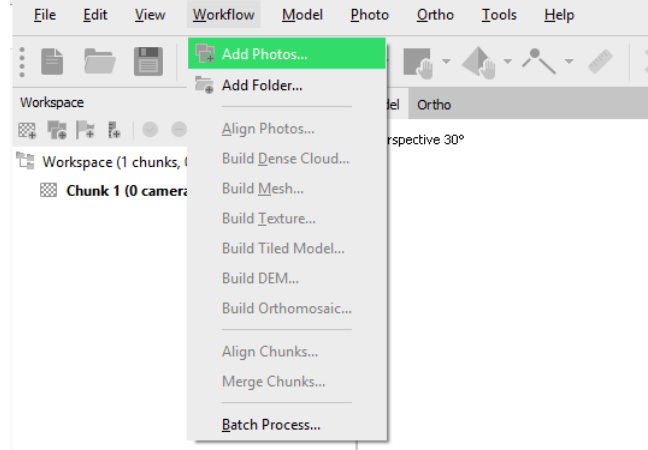 File Edit View Workflow Model Photo Ortho Tools Help
Add Photos...
Add Folder...
Workspace
Ortho
Align Photos...
rspective 30°
Build Dense Cloud...
Workspace (1 chunks,
Build Mesh...
Chunk 1 (0 camera
Build Texture...
Build Tiled Model...
Build DEM...
Build Orthomosaic...
Align Chunks...
Merge Chunks...
Batch Process...